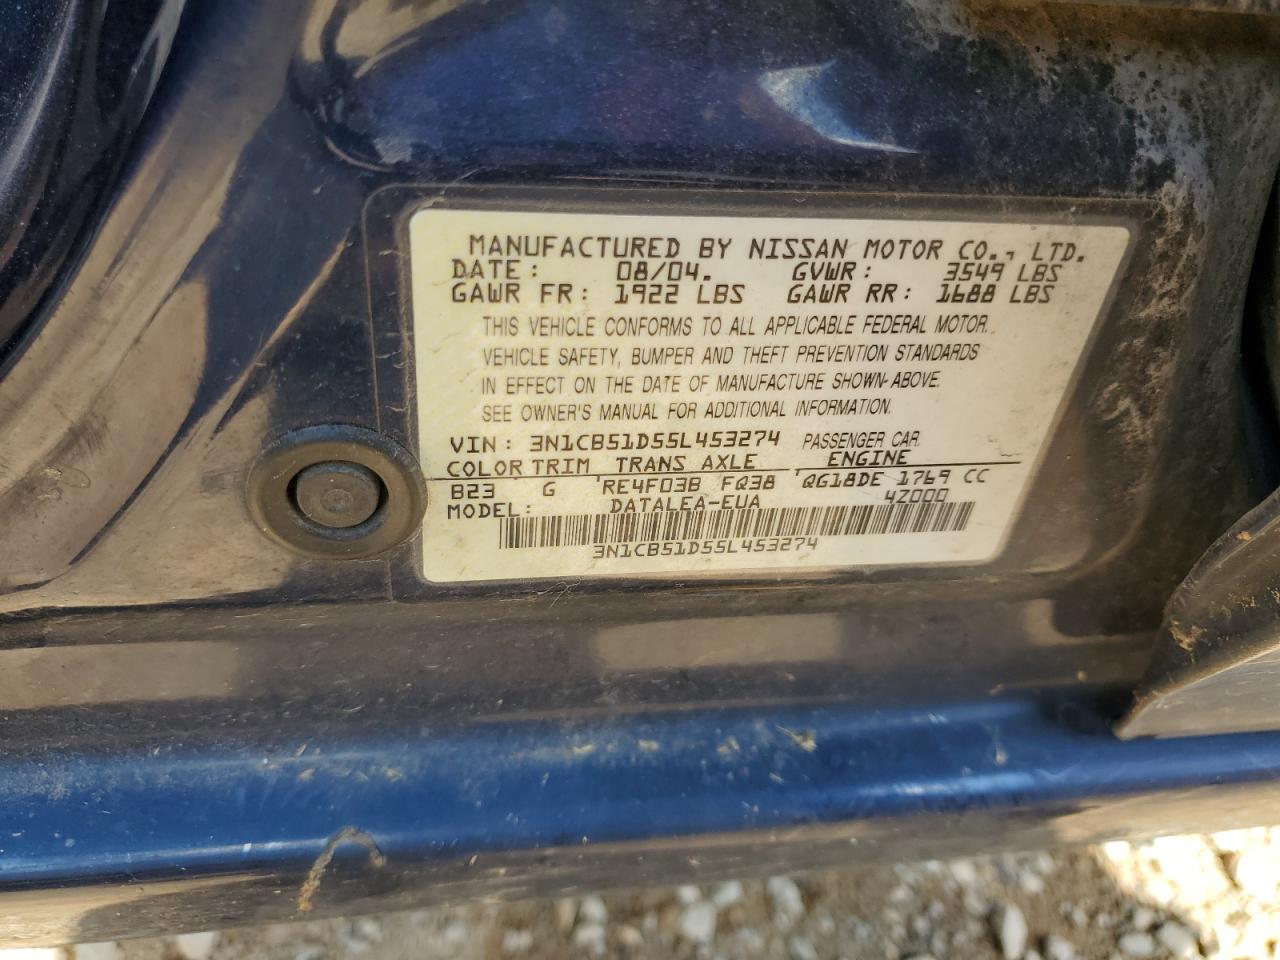 MANUFACTURED BY NISSAN MOTOR CO., LTD.
DATE: 08/04. GVWR: 3549 LBS
GAWR FR: 1922 LBS GAWR RR: 1688 LBS
THIS VEHICLE CONFORMS TO ALL APPLICABLE FEDERAL MOTOR
VEHICLE SAFETY, BUMPER AND THEFT PREVENTION STANDARDS
IN EFFECT ON THE DATE OF MANUFACTURE SHOWN ABOVE.
SEE OWNER'S MANUAL FOR ADDITIONAL INFORMATION.
VIN: 3N1CB51D55L453274 PASSENGER CAR
COLOR TRIM TRANS AXLE ENGINE
B23 G RE4F03B FQ38 QG18DE 1769 CC
MODEL: DATALEA-EUA 4Z000
3N1CB51D55L453274